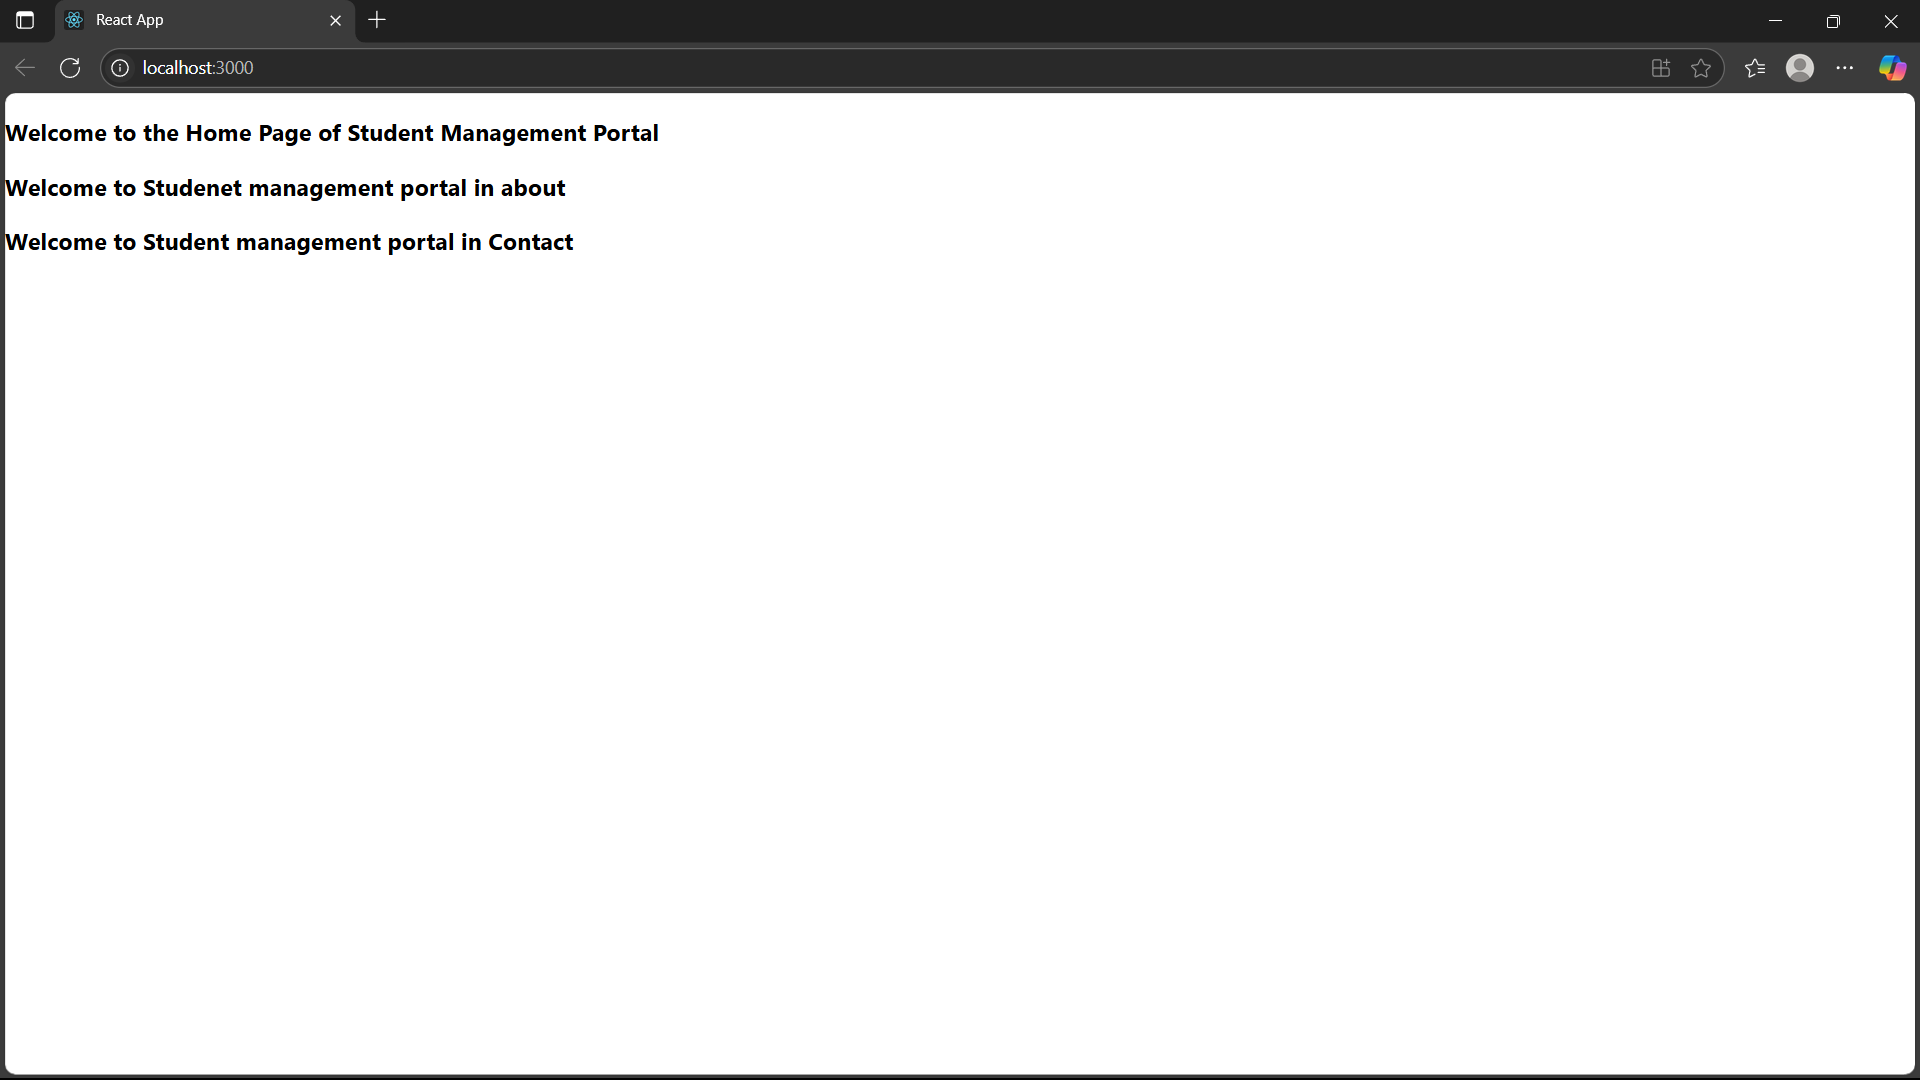 React App
localhost:3000
Welcome to the Home Page of Student Management Portal
Welcome to Studenet management portal in about
Welcome to Student management portal in Contact